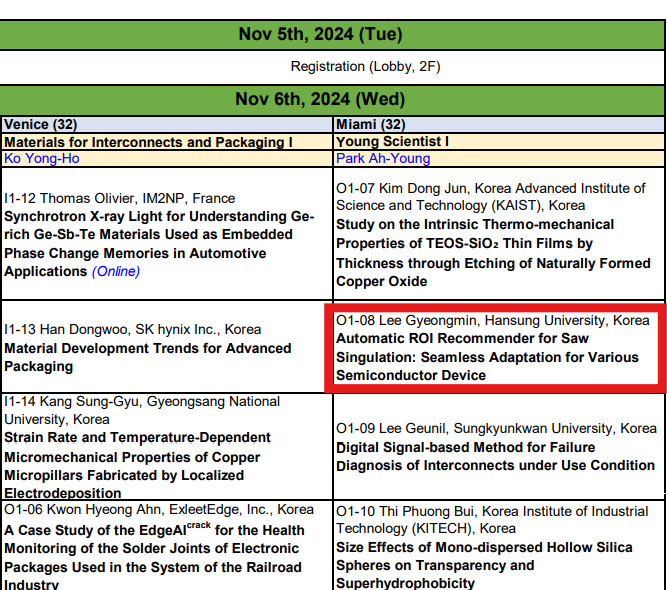 Nov 5th, 2024 (Tue)
Registration (Lobby, 2F)
Nov 6th, 2024 (Wed)
Venice (32)
Materials for Interconnects and Packaging I
Ko Yong-Ho
I1-12 Thomas Olivier, IM2NP, France
Synchrotron X-ray Light for Understanding Ge-
rich Ge-Sb-Te Materials Used as Embedded
Phase Change Memories in Automotive
Applications (Online)
I1-13 Han Dongwoo, SK hynix Inc., Korea
Material Development Trends for Advanced
Packaging
I1-14 Kang Sung-Gyu, Gyeongsang National
University, Korea
Strain Rate and Temperature-Dependent
Micromechanical Properties of Copper
Micropillars Fabricated by Localized
Electrodeposition
O1-06 Kwon Hyeong Ahn, ExleetEdge, Inc., Korea
A Case Study of the EdgeAIcrack for the Health
Monitoring of the Solder Joints of Electronic
Packages Used in the System of the Railroad
Industry
Miami (32)
Young Scientist I
Park Ah-Young
O1-07 Kim Dong Jun, Korea Advanced Institute of
Science and Technology (KAIST), Korea
Study on the Intrinsic Thermo-mechanical
Properties of TEOS-SiO₂ Thin Films by
Thickness through Etching of Naturally Formed
Copper Oxide
O1-08 Lee Gyeongmin, Hansung University, Korea
Automatic ROI Recommender for Saw
Singulation: Seamless Adaptation for Various
Semiconductor Device
O1-09 Lee Geunil, Sungkyunkwan University, Korea
Digital Signal-based Method for Failure
Diagnosis of Interconnects under Use Condition
O1-10 Thi Phuong Bui, Korea Institute of Industrial
Technology (KITECH), Korea
Size Effects of Mono-dispersed Hollow Silica
Spheres on Transparency and
Superhydrophobicity